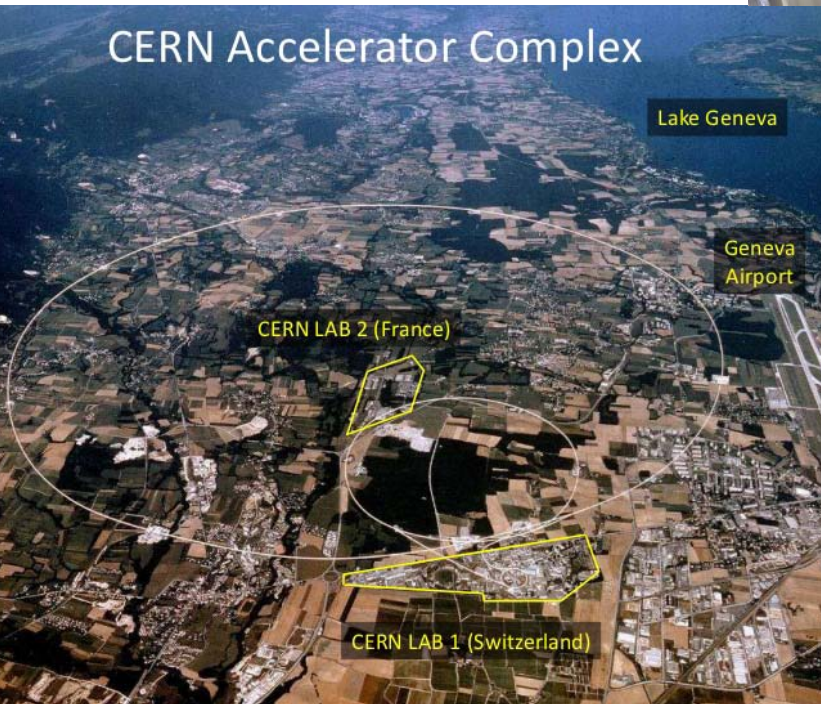 CERN Accelerator Complex
Lake Geneva
Geneva
Airport
CERN LAB 2 (France)
CERN LAB 1 (Switzerland)